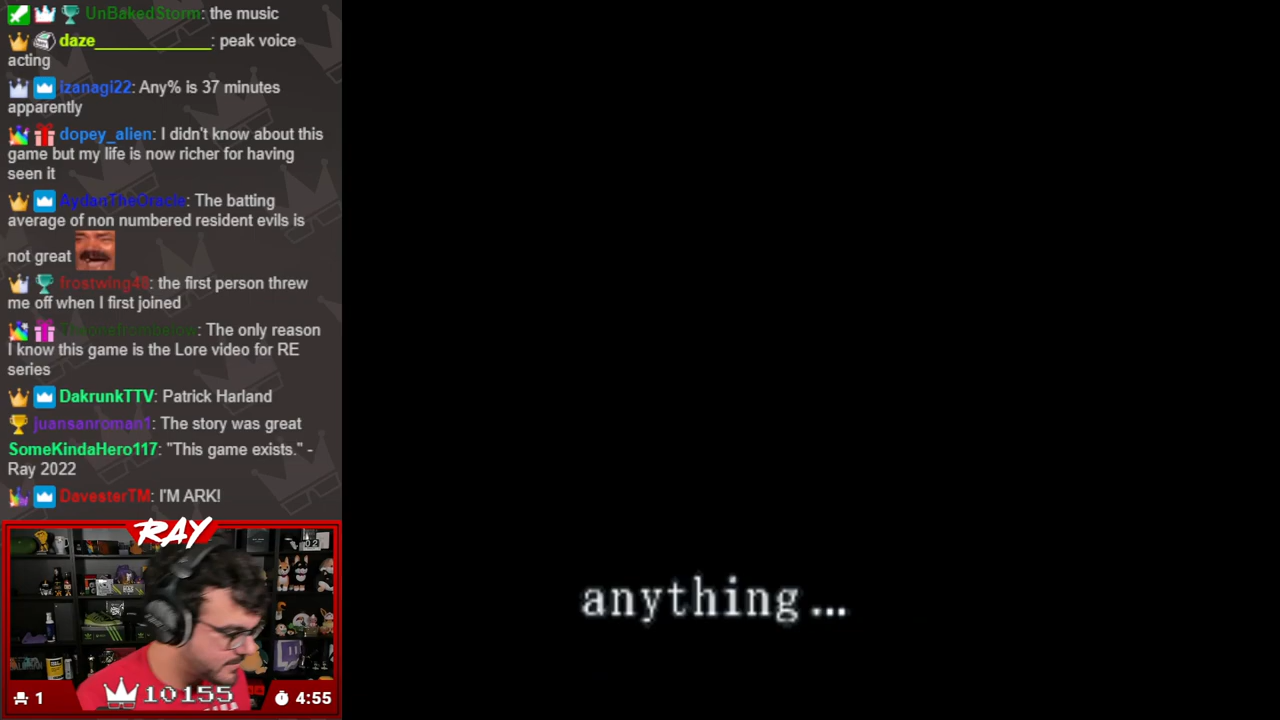 UnBakedStorm: the music
daze_____________: peak voice
acting
izanagi22: Any% is 37 minutes
apparently
dopey_alien: I didn't know about this
game but my life is now richer for having
seen it
AydanTheOracle: The batting
average of non numbered resident evils is
not great
frostwing48: the first person threw
me off when I first joined
: The only reason
I know this game is the Lore video for RE
series
DakrunkTTV: Patrick Harland
juansanroman1: The story was great
SomeKindaHero117: "This game exists." -
Ray 2022
DavesterTM: I'M ARK!
RAY
1
10155
4:55
anything...